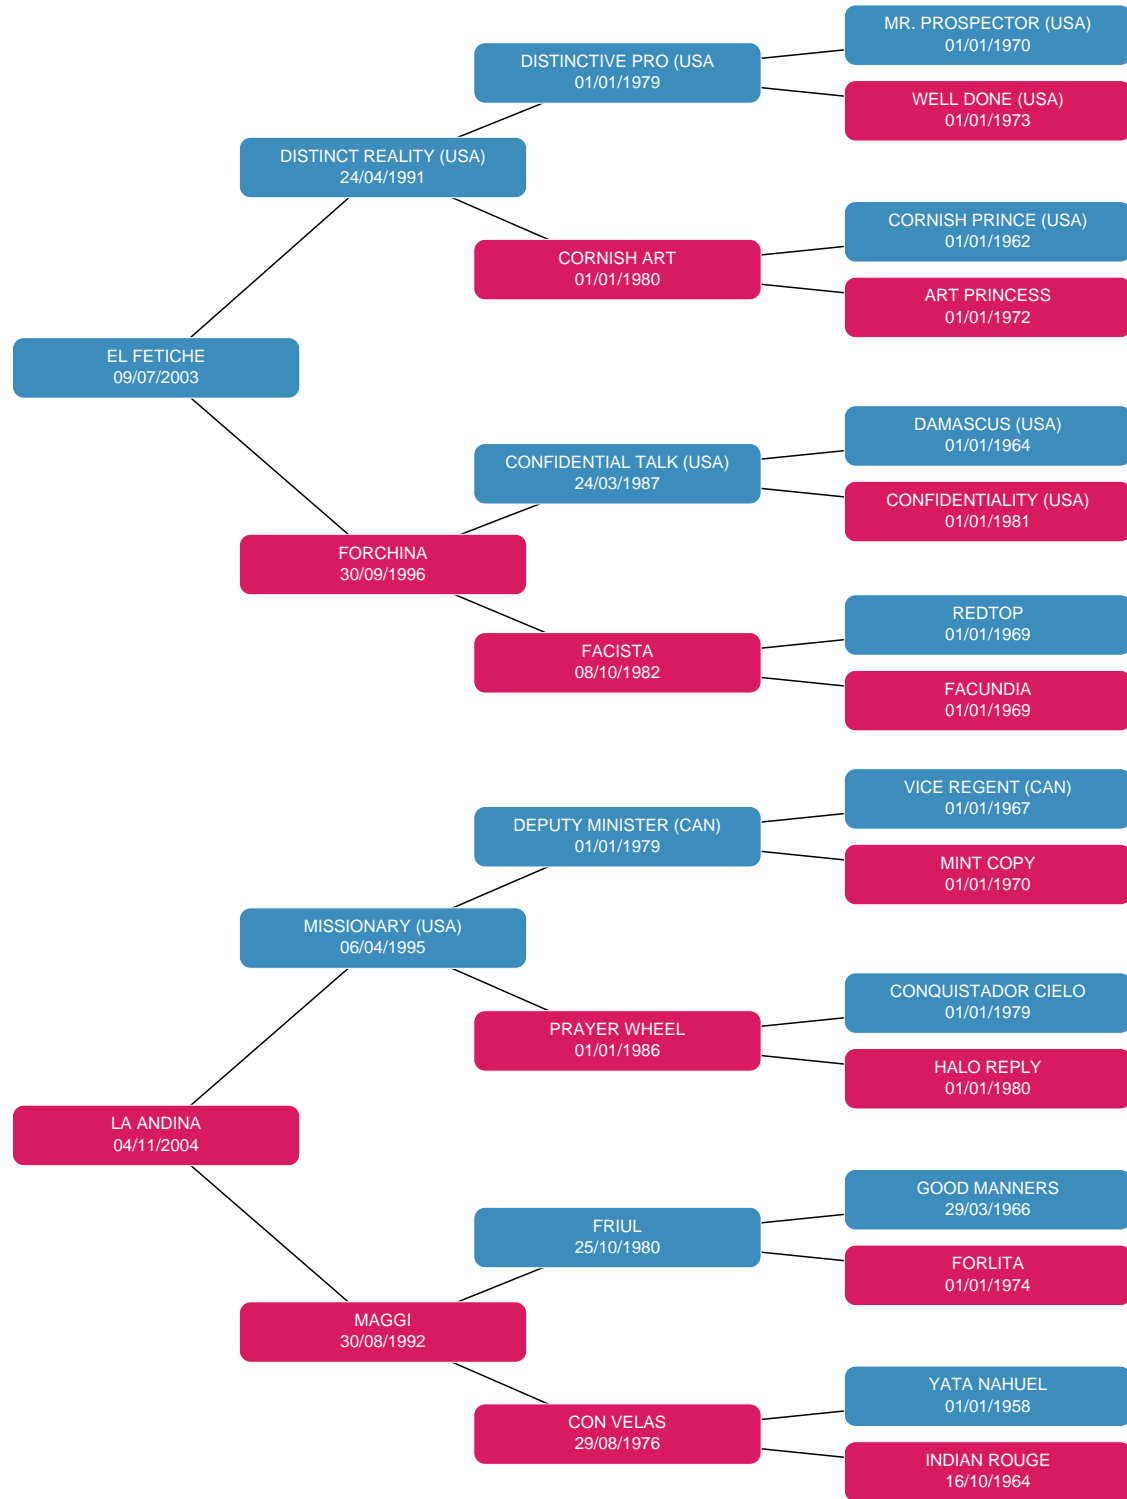 MR. PROSPECTOR (USA)
01/01/1970
DISTINCTIVE PRO (USA
01/01/1979
WELL DONE (USA)
01/01/1973
DISTINCT REALITY (USA)
24/04/1991
CORNISH PRINCE (USA)
01/01/1962
CORNISH ART
01/01/1980
ART PRINCESS
01/01/1972
EL FETICHE
09/07/2003
DAMASCUS (USA)
01/01/1964
CONFIDENTIAL TALK (USA)
24/03/1987
CONFIDENTIALITY (USA)
01/01/1981
FORCHINA
30/09/1996
REDTOP
01/01/1969
FACISTA
08/10/1982
FACUNDIA
01/01/1969
VICE REGENT (CAN)
01/01/1967
DEPUTY MINISTER (CAN)
01/01/1979
MINT COPY
01/01/1970
MISSIONARY (USA)
06/04/1995
CONQUISTADOR CIELO
01/01/1979
PRAYER WHEEL
01/01/1986
HALO REPLY
01/01/1980
LA ANDINA
04/11/2004
GOOD MANNERS
29/03/1966
FRIUL
25/10/1980
FORLITA
01/01/1974
MAGGI
30/08/1992
YATA NAHUEL
01/01/1958
CON VELAS
29/08/1976
INDIAN ROUGE
16/10/1964